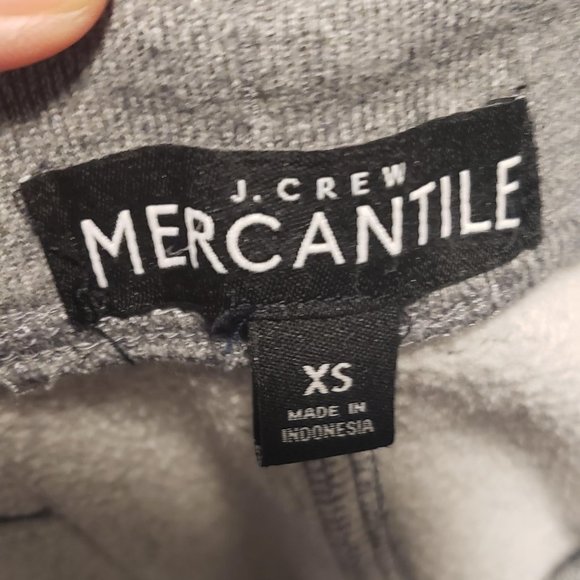 J. CREW
MERCANTILE
XS
MADE IN
INDONESIA